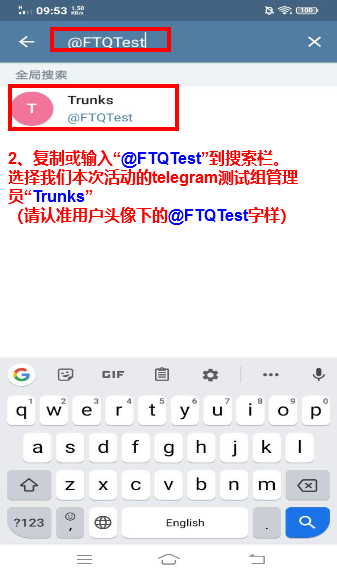 09:53 1.50 KB/s 100
@FTQTest
全局搜索
T Trunks
@FTQTest
2、复制或输入“@FTQTest”到搜索栏。
选择我们本次活动的telegram测试组管理
员“Trunks”
（请认准用户头像下的@FTQTest字样）
G GIF
1 2 3 4 5 6 7 8 9 0
q w e r t y u i o p
a s d f g h j k l
z x c v b n m
?123 , English .